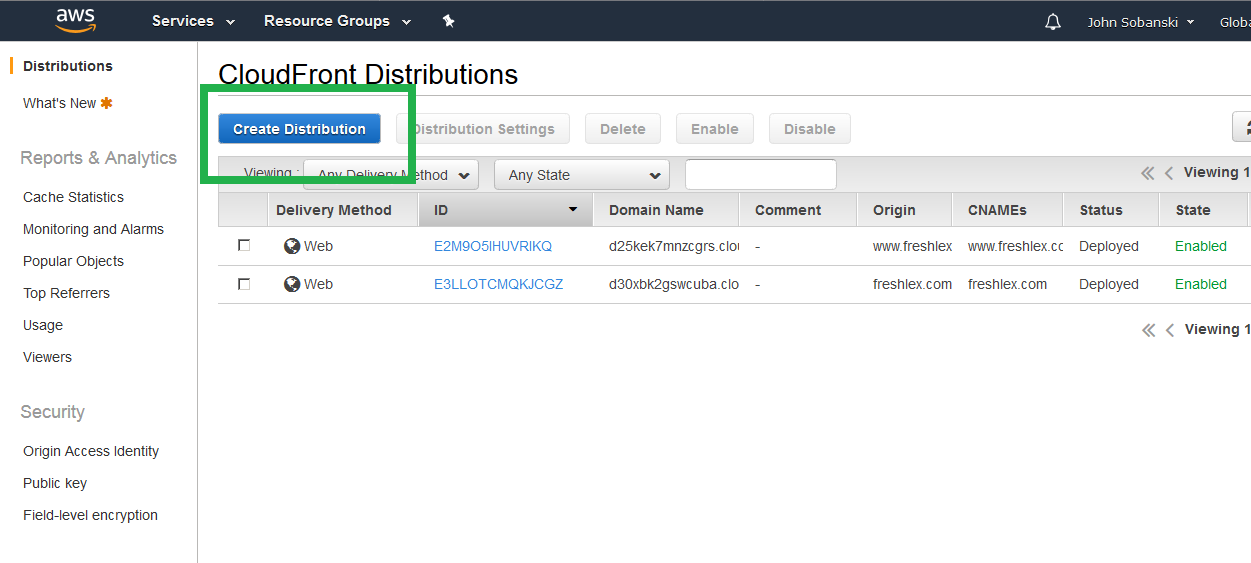 aws Services Resource Groups John Sobanski Globa
Distributions
What's New
Reports & Analytics
Cache Statistics
Monitoring and Alarms
Popular Objects
Top Referrers
Usage
Viewers
Security
Origin Access Identity
Public key
Field-level encryption
CloudFront Distributions
Create Distribution Distribution Settings Delete Enable Disable
Viewing : Any Delivery Method Any State Viewing 1
Delivery Method ID Domain Name Comment Origin CNAMEs Status State
Web E2M9O5IHUVRIKQ d25kek7mnzcgrs.clou - www.freshlex www.freshlex.cc Deployed Enabled
Web E3LLOTCMQKJCGZ d30xbk2gswcuba.clo - freshlex.com freshlex.com Deployed Enabled
Viewing 1